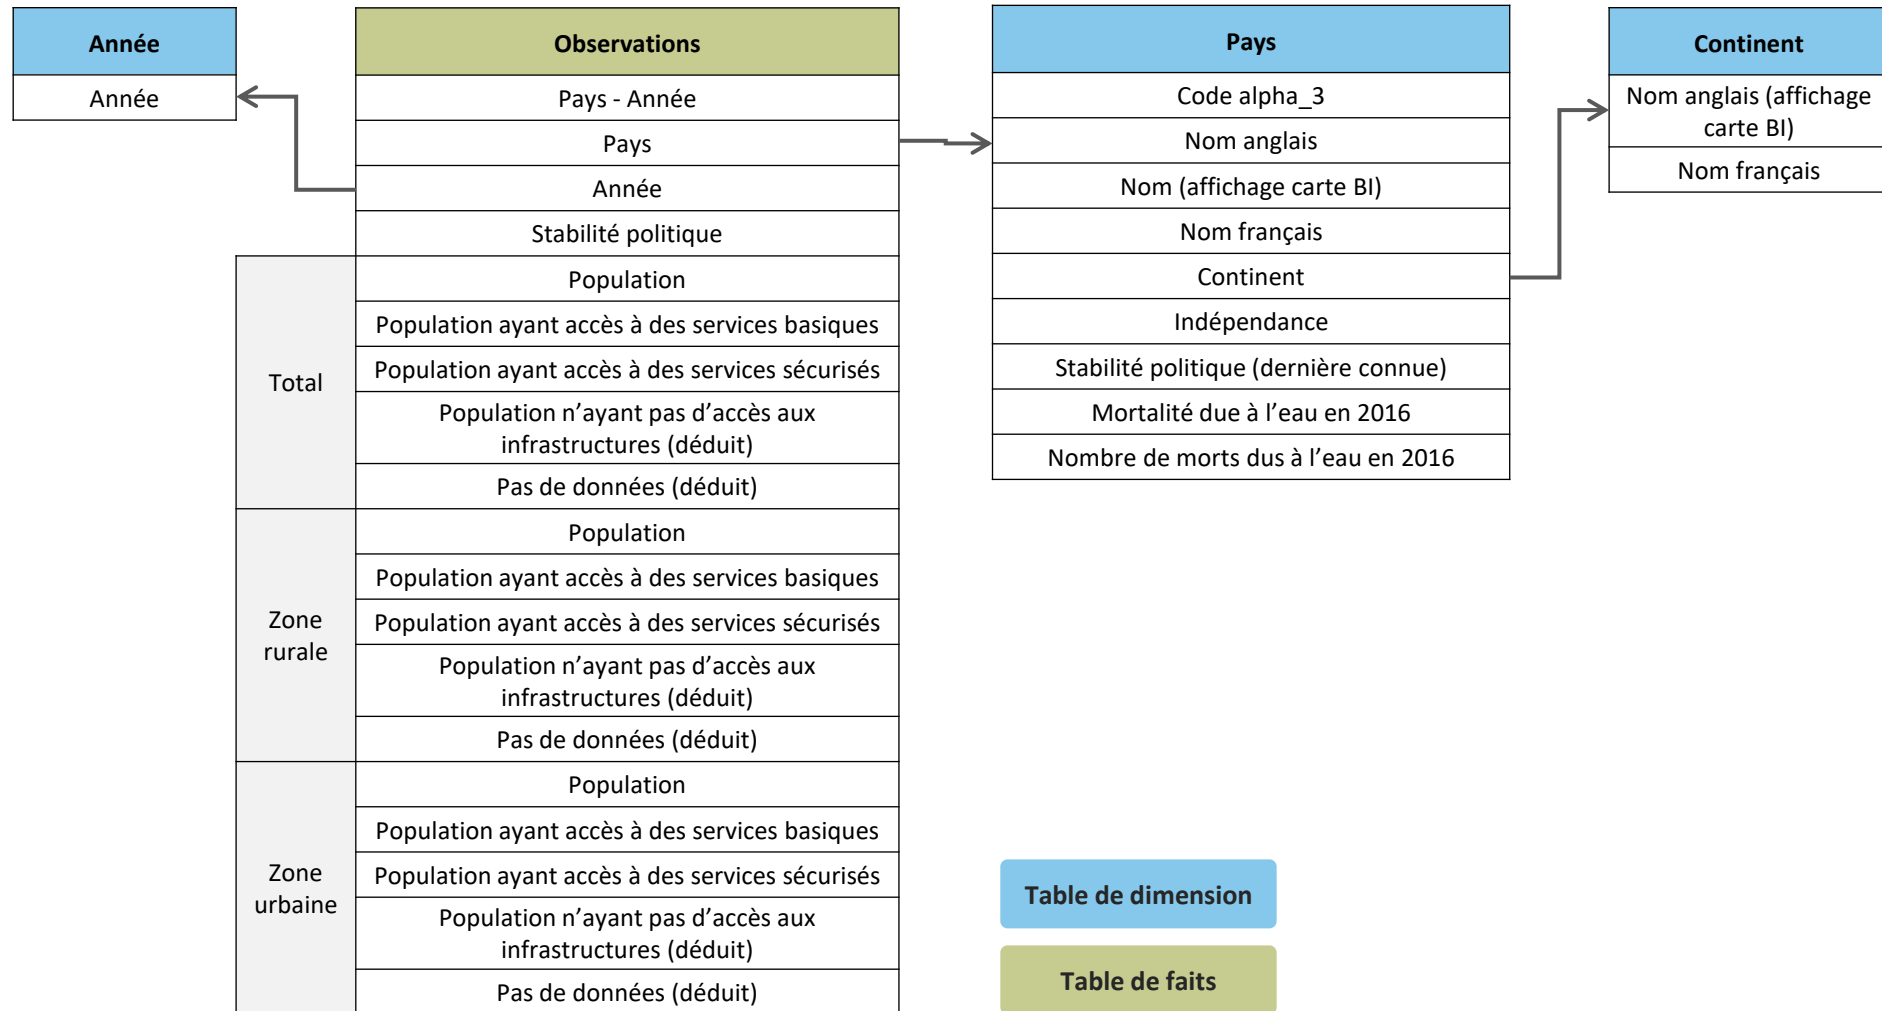 Année
Année
Observations
Pays - Année
Pays
Année
Stabilité politique
Total
Population
Population ayant accès à des services basiques
Population ayant accès à des services sécurisés
Population n’ayant pas d’accès aux
infrastructures (déduit)
Pas de données (déduit)
Zone
rurale
Population
Population ayant accès à des services basiques
Population ayant accès à des services sécurisés
Population n’ayant pas d’accès aux
infrastructures (déduit)
Pas de données (déduit)
Zone
urbaine
Population
Population ayant accès à des services basiques
Population ayant accès à des services sécurisés
Population n’ayant pas d’accès aux
infrastructures (déduit)
Pas de données (déduit)
Pays
Code alpha_3
Nom anglais
Nom (affichage carte BI)
Nom français
Continent
Indépendance
Stabilité politique (dernière connue)
Mortalité due à l’eau en 2016
Nombre de morts dus à l’eau en 2016
Continent
Nom anglais (affichage
carte BI)
Nom français
Table de dimension
Table de faits